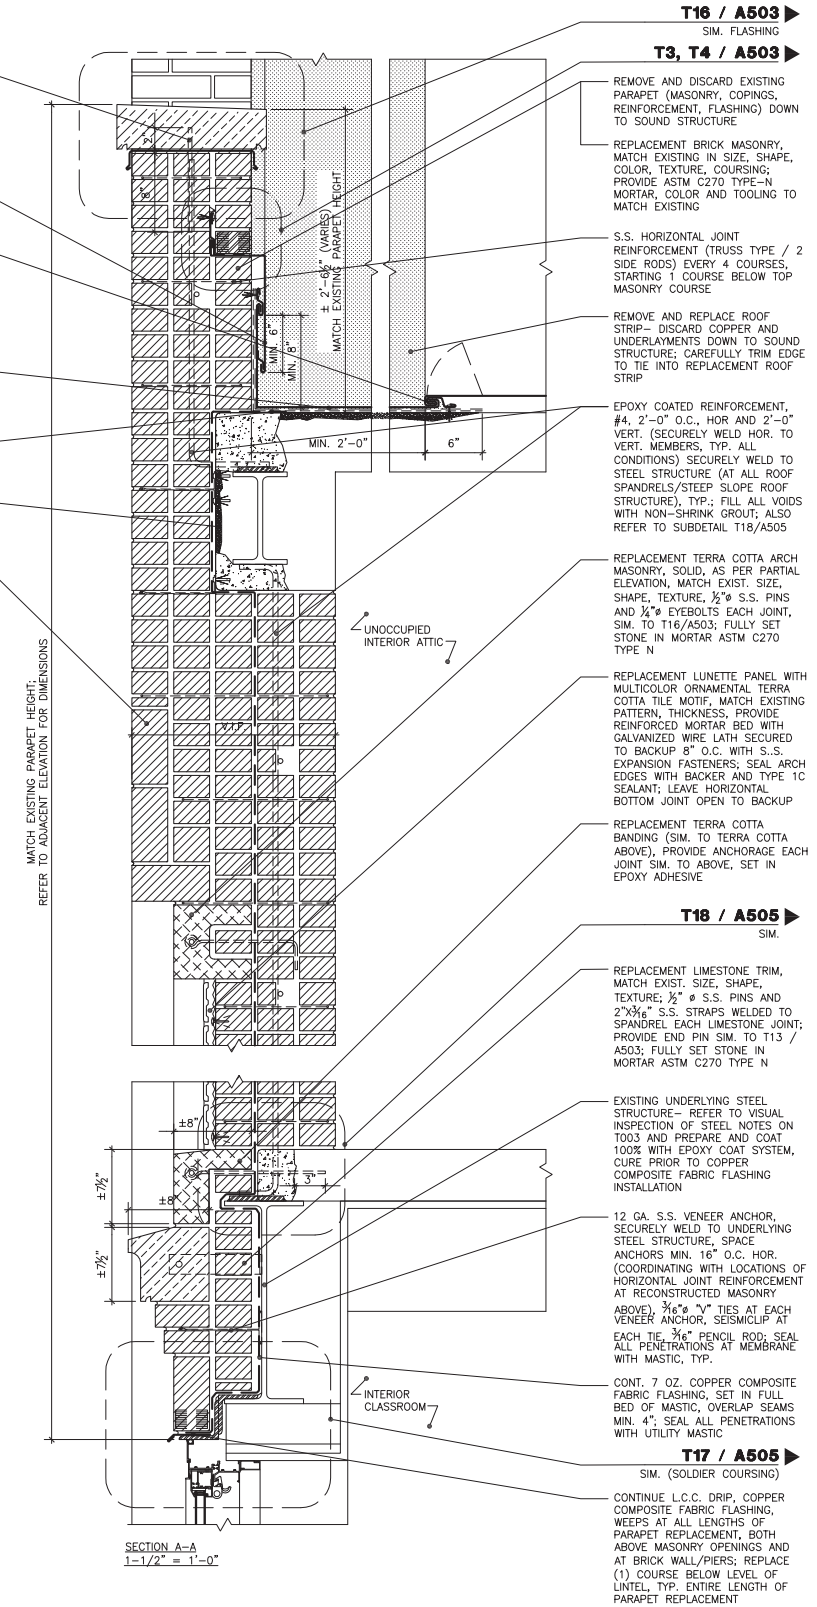 T16 / A503
SIM. FLASHING
T3, T4 / A503
REMOVE AND DISCARD EXISTING
PARAPET (MASONRY, COPINGS,
REINFORCEMENT, FLASHING) DOWN
TO SOUND STRUCTURE
REPLACEMENT BRICK MASONRY,
MATCH EXISTING IN SIZE, SHAPE,
COLOR, TEXTURE, COURSING;
PROVIDE ASTM C270 TYPE-N
MORTAR, COLOR AND TOOLING TO
MATCH EXISTING
S.S. HORIZONTAL JOINT
REINFORCEMENT (TRUSS TYPE / 2
SIDE RODS) EVERY 4 COURSES,
STARTING 1 COURSE BELOW TOP
MASONRY COURSE
REMOVE AND REPLACE ROOF
STRIP- DISCARD COPPER AND
UNDERLAYMENTS DOWN TO SOUND
STRUCTURE; CAREFULLY TRIM EDGE
TO TIE INTO REPLACEMENT ROOF
STRIP
EPOXY COATED REINFORCEMENT,
#4, 2'-0" O.C., HOR AND 2'-0"
VERT. (SECURELY WELD HOR. TO
VERT. MEMBERS, TYP. ALL
CONDITIONS) SECURELY WELD TO
STEEL STRUCTURE (AT ALL ROOF
SPANDRELS/STEEP SLOPE ROOF
STRUCTURE), TYP.; FILL ALL VOIDS
WITH NON-SHRINK GROUT; ALSO
REFER TO SUBDETAIL T18/A505
REPLACEMENT TERRA COTTA ARCH
MASONRY, SOLID, AS PER PARTIAL
ELEVATION, MATCH EXIST. SIZE,
SHAPE, TEXTURE, ½"ø S.S. PINS
AND ¼"ø EYEBOLTS EACH JOINT,
SIM. TO T16/A503; FULLY SET
STONE IN MORTAR ASTM C270
TYPE N
REPLACEMENT LUNETTE PANEL WITH
MULTICOLOR ORNAMENTAL TERRA
COTTA TILE MOTIF, MATCH EXISTING
PATTERN, THICKNESS, PROVIDE
REINFORCED MORTAR BED WITH
GALVANIZED WIRE LATH SECURED
TO BACKUP 8" O.C. WITH S..S.
EXPANSION FASTENERS; SEAL ARCH
EDGES WITH BACKER AND TYPE 1C
SEALANT; LEAVE HORIZONTAL
BOTTOM JOINT OPEN TO BACKUP
REPLACEMENT TERRA COTTA
BANDING (SIM. TO TERRA COTTA
ABOVE), PROVIDE ANCHORAGE EACH
JOINT SIM. TO ABOVE, SET IN
EPOXY ADHESIVE
T18 / A505
SIM.
REPLACEMENT LIMESTONE TRIM,
MATCH EXIST. SIZE, SHAPE,
TEXTURE; ½" ø S.S. PINS AND
2"X3/16" S.S. STRAPS WELDED TO
SPANDREL EACH LIMESTONE JOINT;
PROVIDE END PIN SIM. TO T13 /
A503; FULLY SET STONE IN
MORTAR ASTM C270 TYPE N
EXISTING UNDERLYING STEEL
STRUCTURE- REFER TO VISUAL
INSPECTION OF STEEL NOTES ON
T003 AND PREPARE AND COAT
100% WITH EPOXY COAT SYSTEM,
CURE PRIOR TO COPPER
COMPOSITE FABRIC FLASHING
INSTALLATION
12 GA. S.S. VENEER ANCHOR,
SECURELY WELD TO UNDERLYING
STEEL STRUCTURE, SPACE
ANCHORS MIN. 16" O.C. HOR.
(COORDINATING WITH LOCATIONS OF
HORIZONTAL JOINT REINFORCEMENT
AT RECONSTRUCTED MASONRY
ABOVE), 3/16"ø "V" TIES AT EACH
VENEER ANCHOR, SEISMICLIP AT
EACH TIE, 3/16" PENCIL ROD; SEAL
ALL PENETRATIONS AT MEMBRANE
WITH MASTIC, TYP.
CONT. 7 OZ. COPPER COMPOSITE
FABRIC FLASHING, SET IN FULL
BED OF MASTIC, OVERLAP SEAMS
MIN. 4"; SEAL ALL PENETRATIONS
WITH UTILITY MASTIC
T17 / A505
SIM. (SOLDIER COURSING)
CONTINUE L.C.C. DRIP, COPPER
COMPOSITE FABRIC FLASHING,
WEEPS AT ALL LENGTHS OF
PARAPET REPLACEMENT, BOTH
ABOVE MASONRY OPENINGS AND
AT BRICK WALL/PIERS; REPLACE
(1) COURSE BELOW LEVEL OF
LINTEL, TYP. ENTIRE LENGTH OF
PARAPET REPLACEMENT
2"
8"
± 2'-6½" (VARIES)
MATCH EXISTING PARAPET HEIGHT
MIN. 6"
MIN. 8"
MIN. 2'-0"
6"
UNOCCUPIED
INTERIOR ATTIC
V.I.F.
MATCH EXISTING PARAPET HEIGHT;
REFER TO ADJACENT ELEVATION FOR DIMENSIONS
±8"
±7½"
±8"
3"
±7½"
INTERIOR
CLASSROOM
SECTION A-A
1-1/2" = 1'-0"